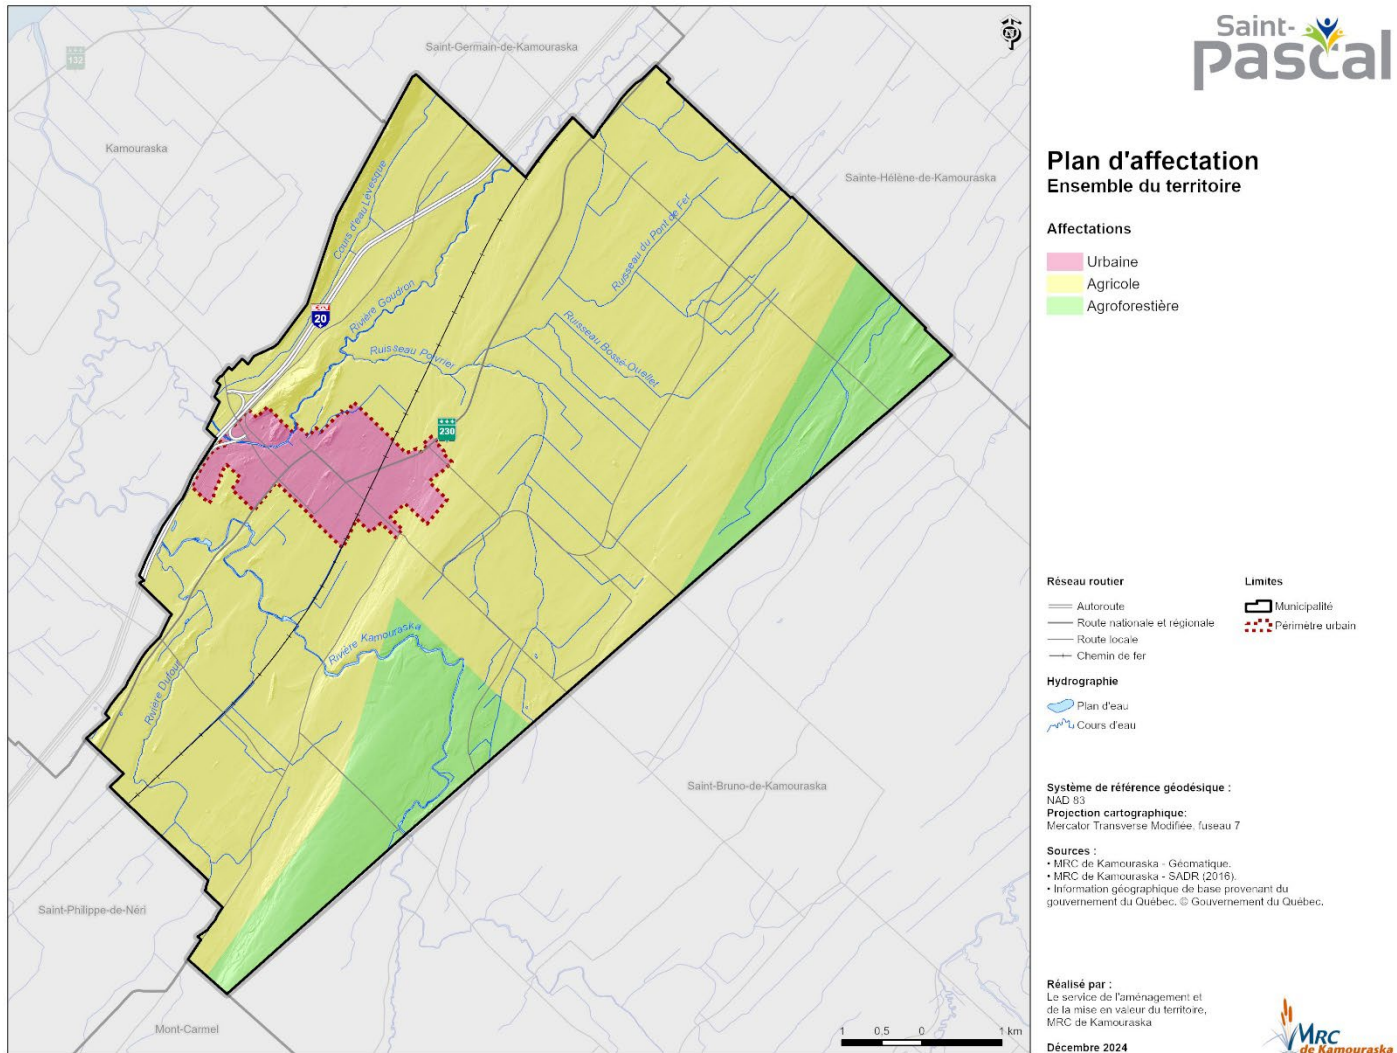 Saint-Germain-de-Kamouraska
132
Kamouraska
Sainte-Hélène-de-Kamouraska
Cours d'eau Lévesque
Ruisseau du Pont de Fer
20
Rivière Goudron
Ruisseau Poivrier
Ruisseau Bossé-Ouellet
230
Rivière Kamouraska
Rivière Dufour
Saint-Bruno-de-Kamouraska
Saint-Philippe-de-Néri
Mont-Carmel
1 0,5 0 1 km
Saint-
Pascal
Plan d'affectation
Ensemble du territoire
Affectations
Urbaine
Agricole
Agroforestière
Réseau routier
Autoroute
Route nationale et régionale
Route locale
Chemin de fer
Limites
Municipalité
Périmètre urbain
Hydrographie
Plan d'eau
Cours d'eau
Système de référence géodésique :
NAD 83
Projection cartographique:
Mercator Transverse Modifiée, fuseau 7
Sources :
• MRC de Kamouraska - Géomatique.
• MRC de Kamouraska - SADR (2016).
• Information géographique de base provenant du
gouvernement du Québec. © Gouvernement du Québec.
Réalisé par :
Le service de l'aménagement et
de la mise en valeur du territoire,
MRC de Kamouraska
Décembre 2024
MRC
de Kamouraska